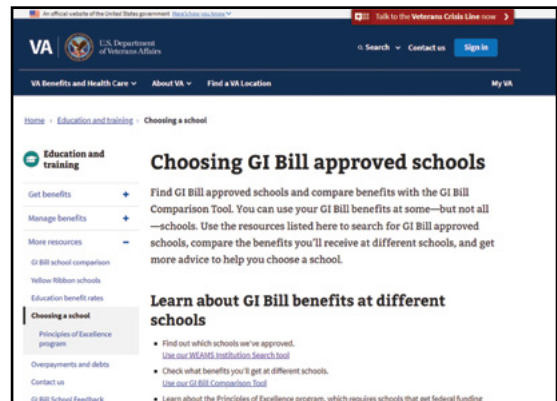 An official website of the United States government Here's how you know
Talk to the Veterans Crisis Line now
VA
U.S. Department
of Veterans Affairs
Search
Contact us
Sign in
VA Benefits and Health Care
About VA
Find a VA Location
My VA
Home › Education and training › Choosing a school
Education and
training
Get benefits +
Manage benefits +
More resources –
GI Bill school comparison
Yellow Ribbon schools
Education benefit rates
Choosing a school
Principles of Excellence
program
Overpayments and debts
Contact us
GI Bill School Feedback
Choosing GI Bill approved schools
Find GI Bill approved schools and compare benefits with the GI Bill
Comparison Tool. You can use your GI Bill benefits at some—but not all
—schools. Use the resources listed here to search for GI Bill approved
schools, compare the benefits you'll receive at different schools, and get
more advice to help you choose a school.
Learn about GI Bill benefits at different
schools
• Find out which schools we've approved.
Use our WEAMS Institution Search tool
• Check what benefits you'll get at different schools.
Use our GI Bill Comparison Tool
• Learn about the Principles of Excellence program, which requires schools that get federal funding